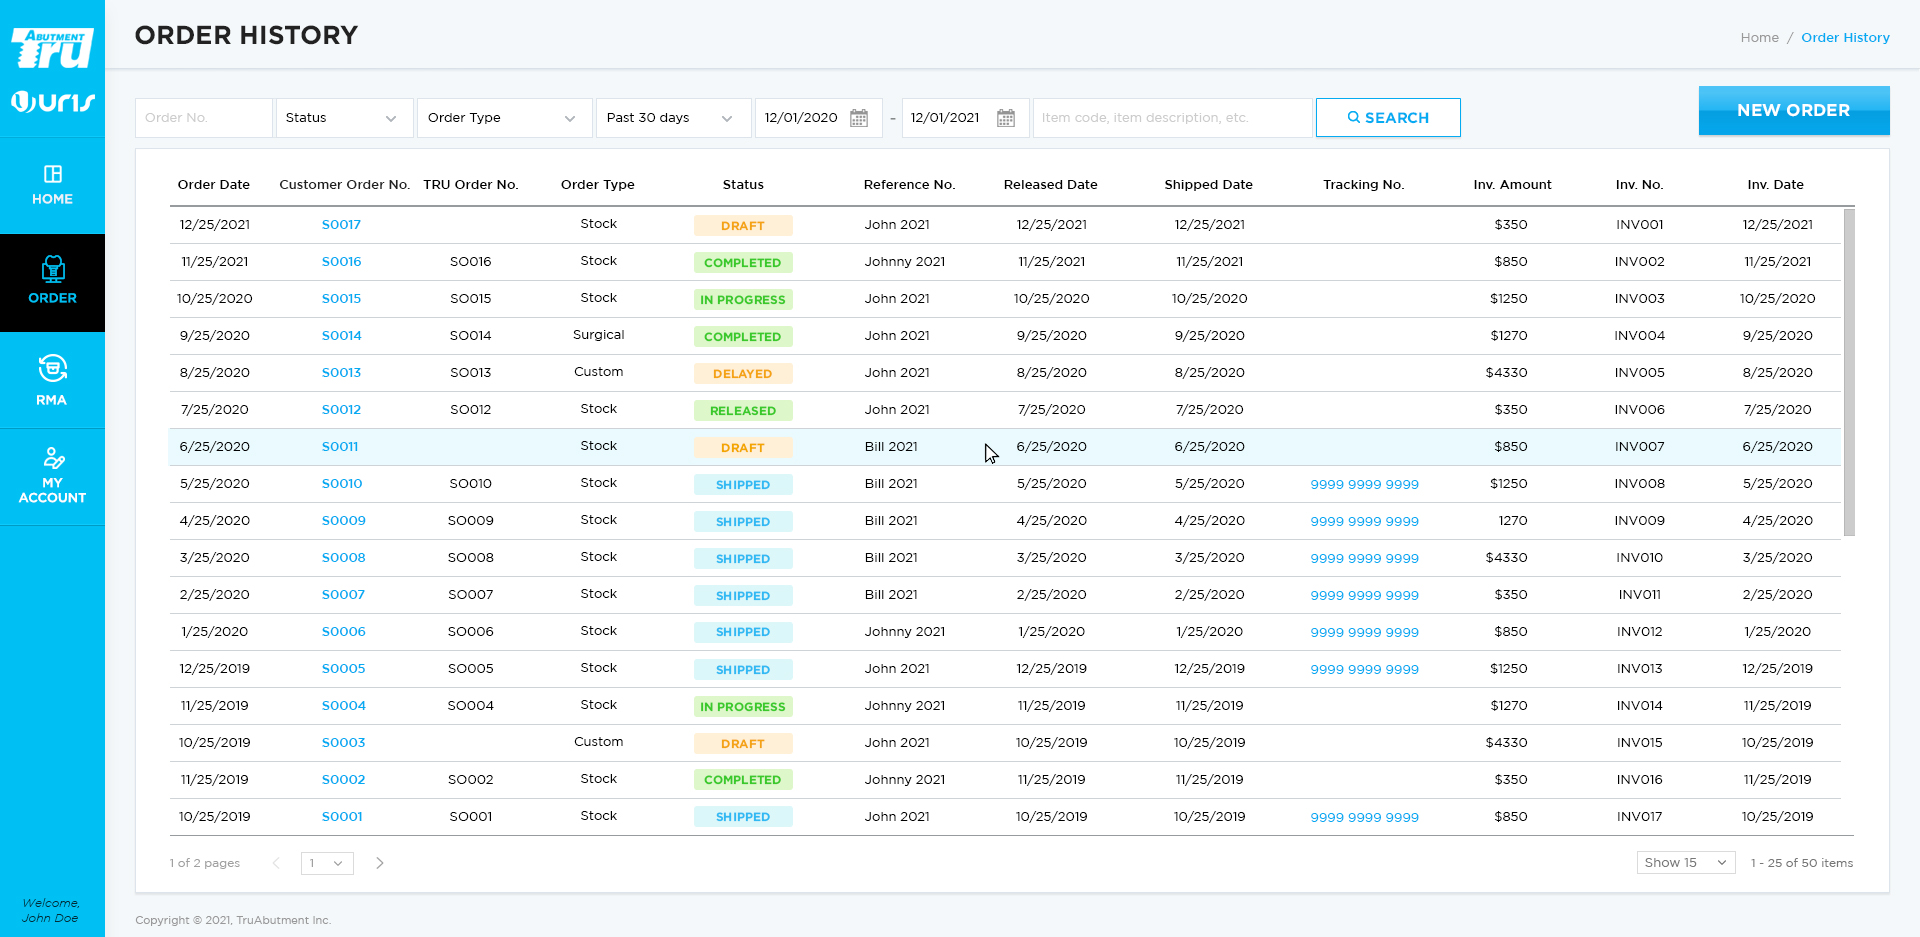 ABUTMENT
Tru
uris
HOME
ORDER
RMA
MY
ACCOUNT
Welcome,
John Doe
ORDER HISTORY
Home / Order History
Order No. Status Order Type Past 30 days 12/01/2020 - 12/01/2021 Item code, item description, etc. SEARCH NEW ORDER
Order Date Customer Order No. TRU Order No. Order Type Status Reference No. Released Date Shipped Date Tracking No. Inv. Amount Inv. No. Inv. Date
12/25/2021 S0017 Stock DRAFT John 2021 12/25/2021 12/25/2021 $350 INV001 12/25/2021
11/25/2021 S0016 SO016 Stock COMPLETED Johnny 2021 11/25/2021 11/25/2021 $850 INV002 11/25/2021
10/25/2020 S0015 SO015 Stock IN PROGRESS John 2021 10/25/2020 10/25/2020 $1250 INV003 10/25/2020
9/25/2020 S0014 SO014 Surgical COMPLETED John 2021 9/25/2020 9/25/2020 $1270 INV004 9/25/2020
8/25/2020 S0013 SO013 Custom DELAYED John 2021 8/25/2020 8/25/2020 $4330 INV005 8/25/2020
7/25/2020 S0012 SO012 Stock RELEASED John 2021 7/25/2020 7/25/2020 $350 INV006 7/25/2020
6/25/2020 S0011 Stock DRAFT Bill 2021 6/25/2020 6/25/2020 $850 INV007 6/25/2020
5/25/2020 S0010 SO010 Stock SHIPPED Bill 2021 5/25/2020 5/25/2020 9999 9999 9999 $1250 INV008 5/25/2020
4/25/2020 S0009 SO009 Stock SHIPPED Bill 2021 4/25/2020 4/25/2020 9999 9999 9999 1270 INV009 4/25/2020
3/25/2020 S0008 SO008 Stock SHIPPED Bill 2021 3/25/2020 3/25/2020 9999 9999 9999 $4330 INV010 3/25/2020
2/25/2020 S0007 SO007 Stock SHIPPED Bill 2021 2/25/2020 2/25/2020 9999 9999 9999 $350 INV011 2/25/2020
1/25/2020 S0006 SO006 Stock SHIPPED Johnny 2021 1/25/2020 1/25/2020 9999 9999 9999 $850 INV012 1/25/2020
12/25/2019 S0005 SO005 Stock SHIPPED John 2021 12/25/2019 12/25/2019 9999 9999 9999 $1250 INV013 12/25/2019
11/25/2019 S0004 SO004 Stock IN PROGRESS Johnny 2021 11/25/2019 11/25/2019 $1270 INV014 11/25/2019
10/25/2019 S0003 Custom DRAFT John 2021 10/25/2019 10/25/2019 $4330 INV015 10/25/2019
11/25/2019 S0002 SO002 Stock COMPLETED Johnny 2021 11/25/2019 11/25/2019 $350 INV016 11/25/2019
10/25/2019 S0001 SO001 Stock SHIPPED John 2021 10/25/2019 10/25/2019 9999 9999 9999 $850 INV017 10/25/2019
1 of 2 pages 1 Show 15 1 - 25 of 50 items
Copyright © 2021, TruAbutment Inc.